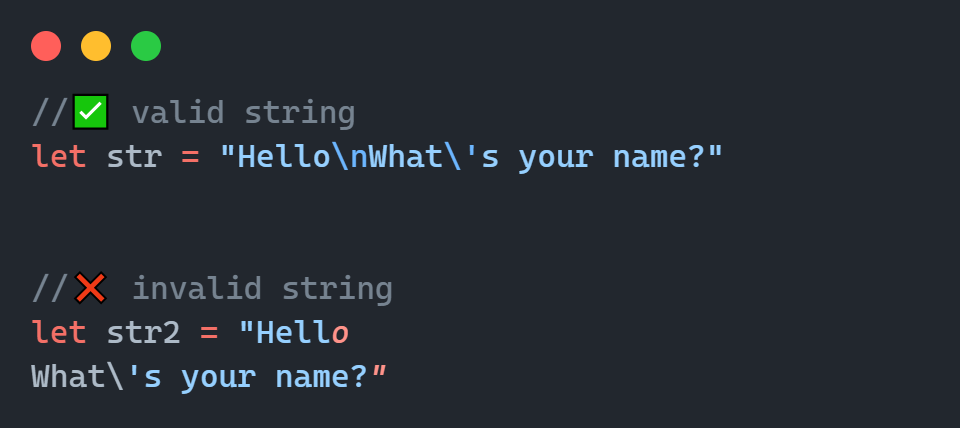 //✅ valid string
let str = "Hello\nWhat\'s your name?"
//❌ invalid string
let str2 = "Hello
What\'s your name?"